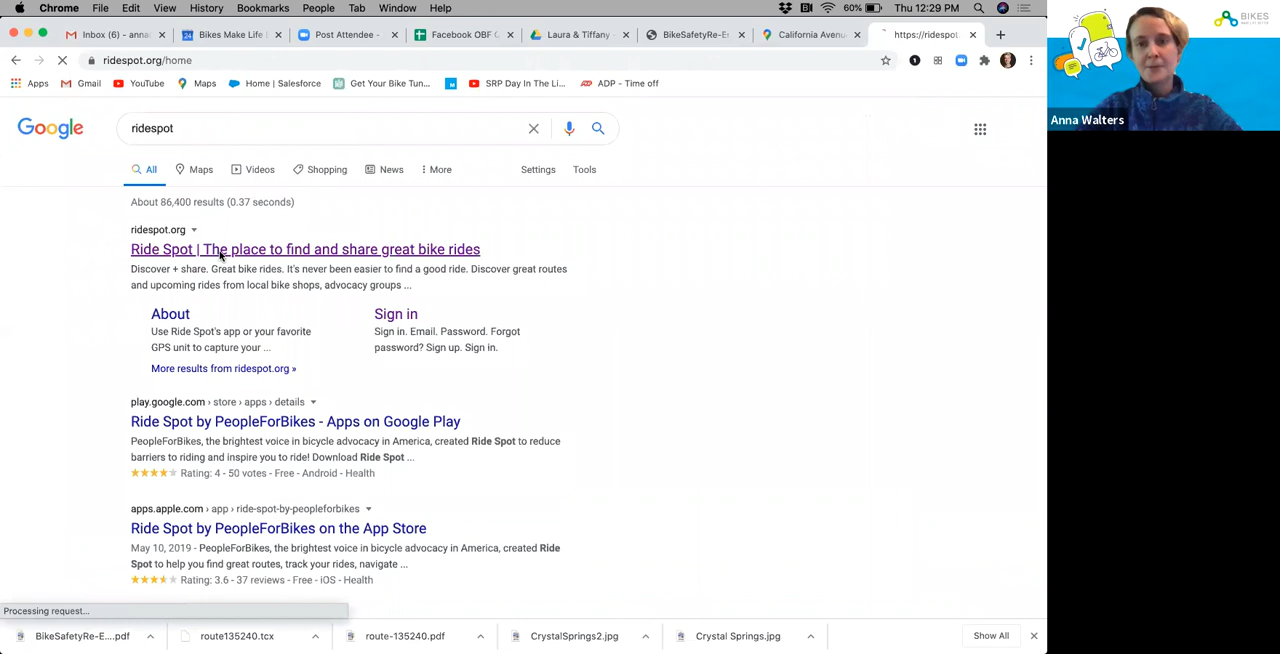 Chrome File Edit View History Bookmarks People Tab Window Help 60% Thu 12:29 PM
Inbox (6) - anna Bikes Make Life Post Attendee - Facebook OBF Laura & Tiffany BikeSafetyRe-Es California Avenu https://ridespot
ridespot.org/home
Apps Gmail YouTube Maps Home | Salesforce Get Your Bike Tun... SRP Day In The Li... ADP - Time off
BIKES
Google ridespot
All Maps Videos Shopping News More Settings Tools
About 86,400 results (0.37 seconds)
ridespot.org
Ride Spot | The place to find and share great bike rides
Discover + share. Great bike rides. It's never been easier to find a good ride. Discover great routes
and upcoming rides from local bike shops, advocacy groups ...
About
Use Ride Spot's app or your favorite
GPS unit to capture your ...
Sign in
Sign in. Email. Password. Forgot
password? Sign up. Sign in.
More results from ridespot.org »
play.google.com › store › apps › details
Ride Spot by PeopleForBikes - Apps on Google Play
PeopleForBikes, the brightest voice in bicycle advocacy in America, created Ride Spot to reduce
barriers to riding and inspire you to ride! Download Ride Spot ...
Rating: 4 - 50 votes - Free - Android - Health
apps.apple.com › app › ride-spot-by-peopleforbikes
Ride Spot by PeopleForBikes on the App Store
May 10, 2019 - PeopleForBikes, the brightest voice in bicycle advocacy in America, created Ride
Spot to help you find great routes, track your rides, navigate ...
Rating: 3.6 - 37 reviews - Free - iOS - Health
Processing request...
BikeSafetyRe-E....pdf route135240.tcx route-135240.pdf CrystalSprings2.jpg Crystal Springs.jpg Show All
Anna Walters